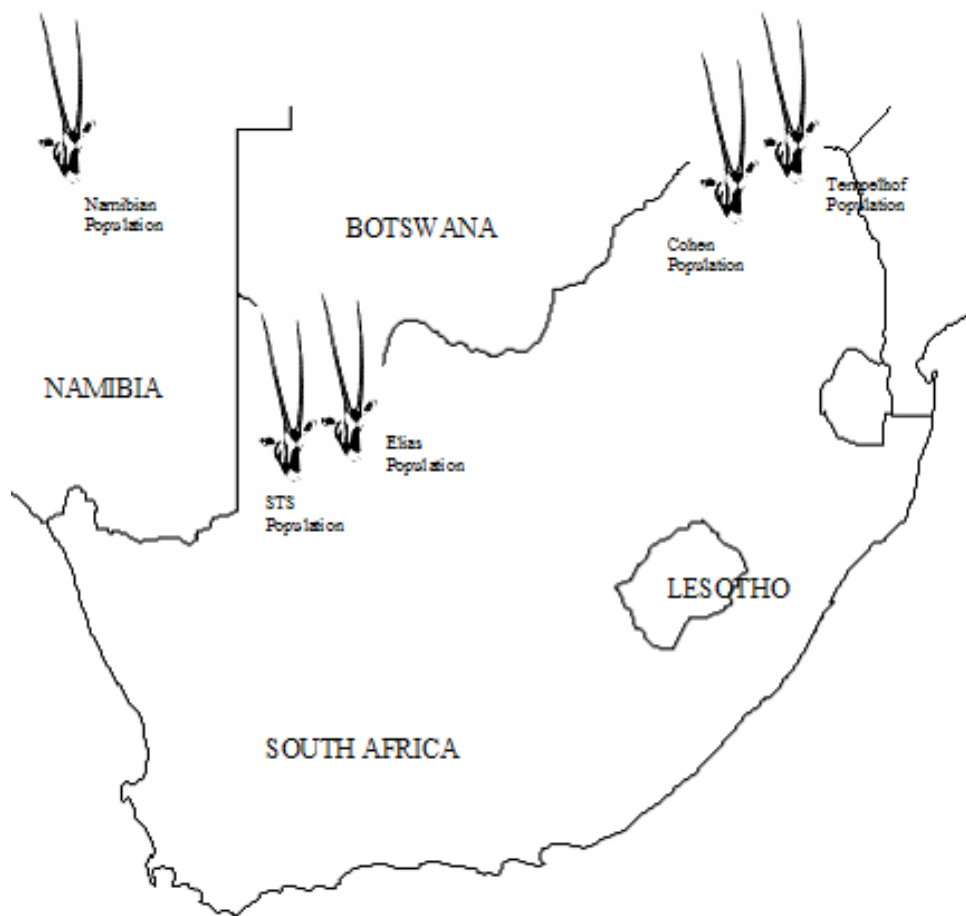 Tempelhof
Population
Namibian
Population
BOTSWANA
Cohen
Population
NAMIBIA
Elias
Population
STS
Population
LESOTHO
SOUTH AFRICA